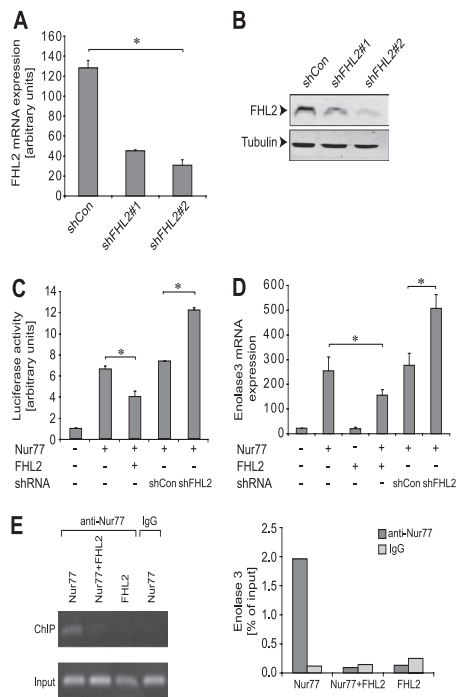 A
FHL2 mRNA expression
[arbitrary units]
160
140
120
100
80
60
40
20
0
*
shCon
shFHL2#1
shFHL2#2
B
shCon
shFHL2#1
shFHL2#2
FHL2
Tubulin
C
Luciferase activity
[arbitrary units]
14
12
10
8
6
4
2
0
*
*
Nur77 - + + + +
FHL2 - - + - -
shRNA - - - shCon shFHL2
D
Enolase3 mRNA
expression
600
500
400
300
200
100
0
*
*
- + - + + +
- - + + - -
- - - - shCon shFHL2
E
anti-Nur77 IgG
Nur77
Nur77+FHL2
FHL2
Nur77
ChIP
Input
Enolase 3
[% of input]
2.5
2.0
1.5
1.0
0.5
0.0
anti-Nur77
IgG
Nur77 Nur77+FHL2 FHL2